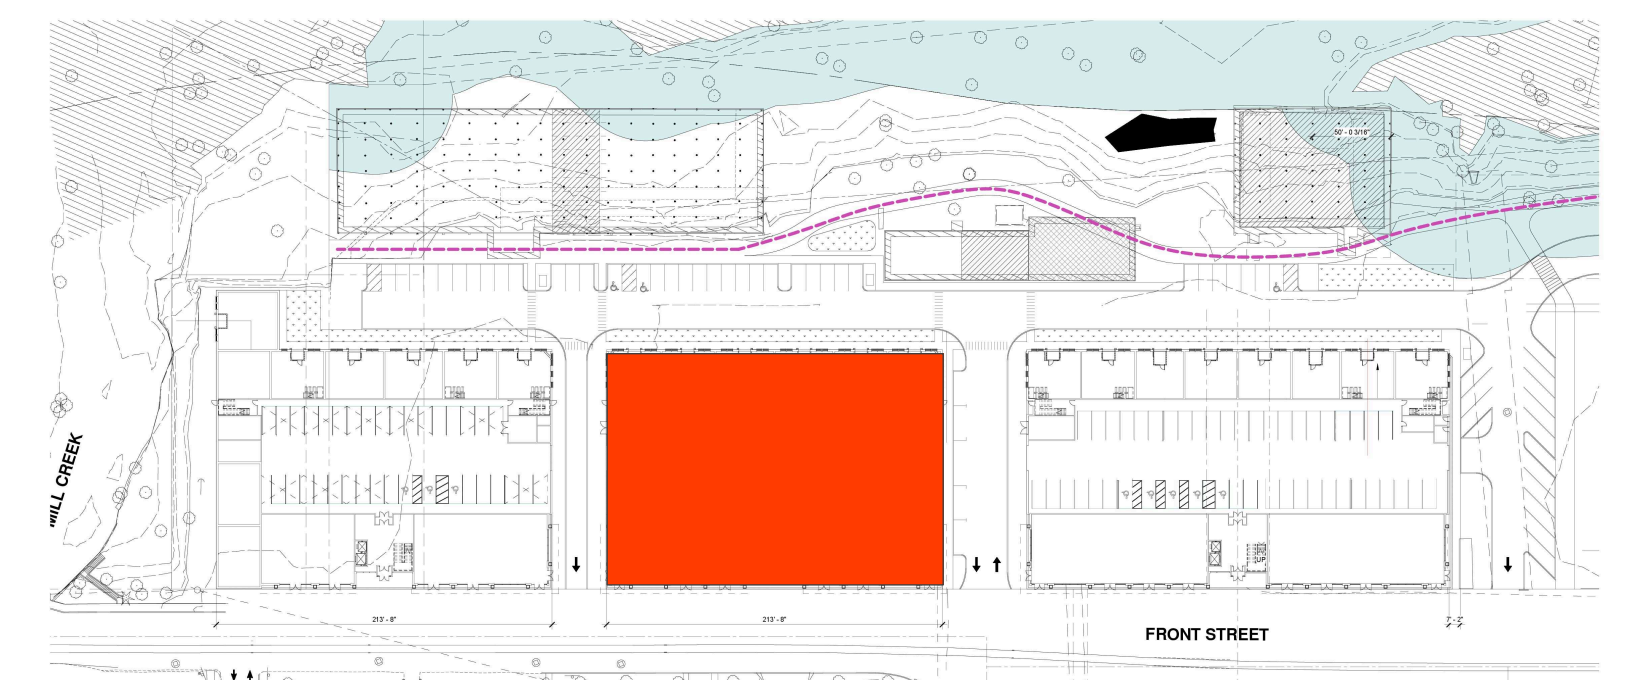 50' - 0 3/16"
MILL CREEK
UP
213' - 8"
213' - 8"
7' - 2"
FRONT STREET